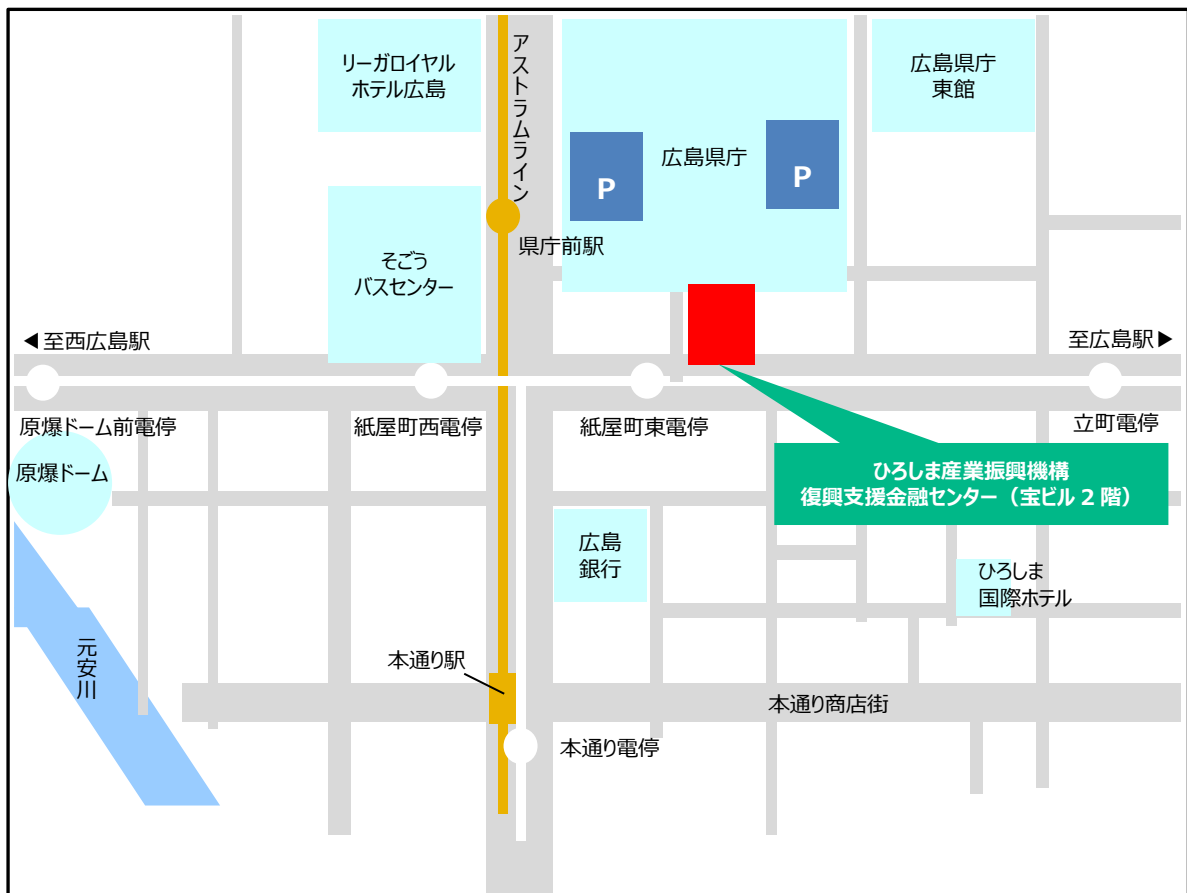 リーガロイヤル
ホテル広島
アストラムライン
広島県庁
東館
広島県庁
P
P
県庁前駅
そごう
バスセンター
◀至西広島駅
至広島駅▶
原爆ドーム前電停
紙屋町西電停
紙屋町東電停
立町電停
原爆ドーム
ひろしま産業振興機構
復興支援金融センター（宝ビル 2 階）
広島
銀行
ひろしま
国際ホテル
元安川
本通り駅
本通り商店街
本通り電停